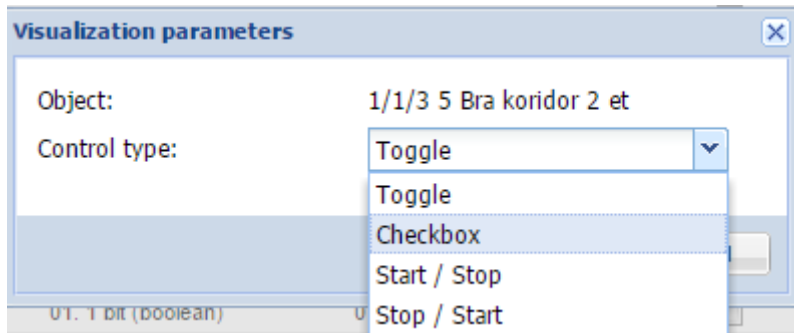 Visualization parameters
Object: 1/1/3 5 Bra koridor 2 et
Control type: Toggle
Toggle
Checkbox
Start / Stop
01. 1 bit (boolean)
Stop / Start